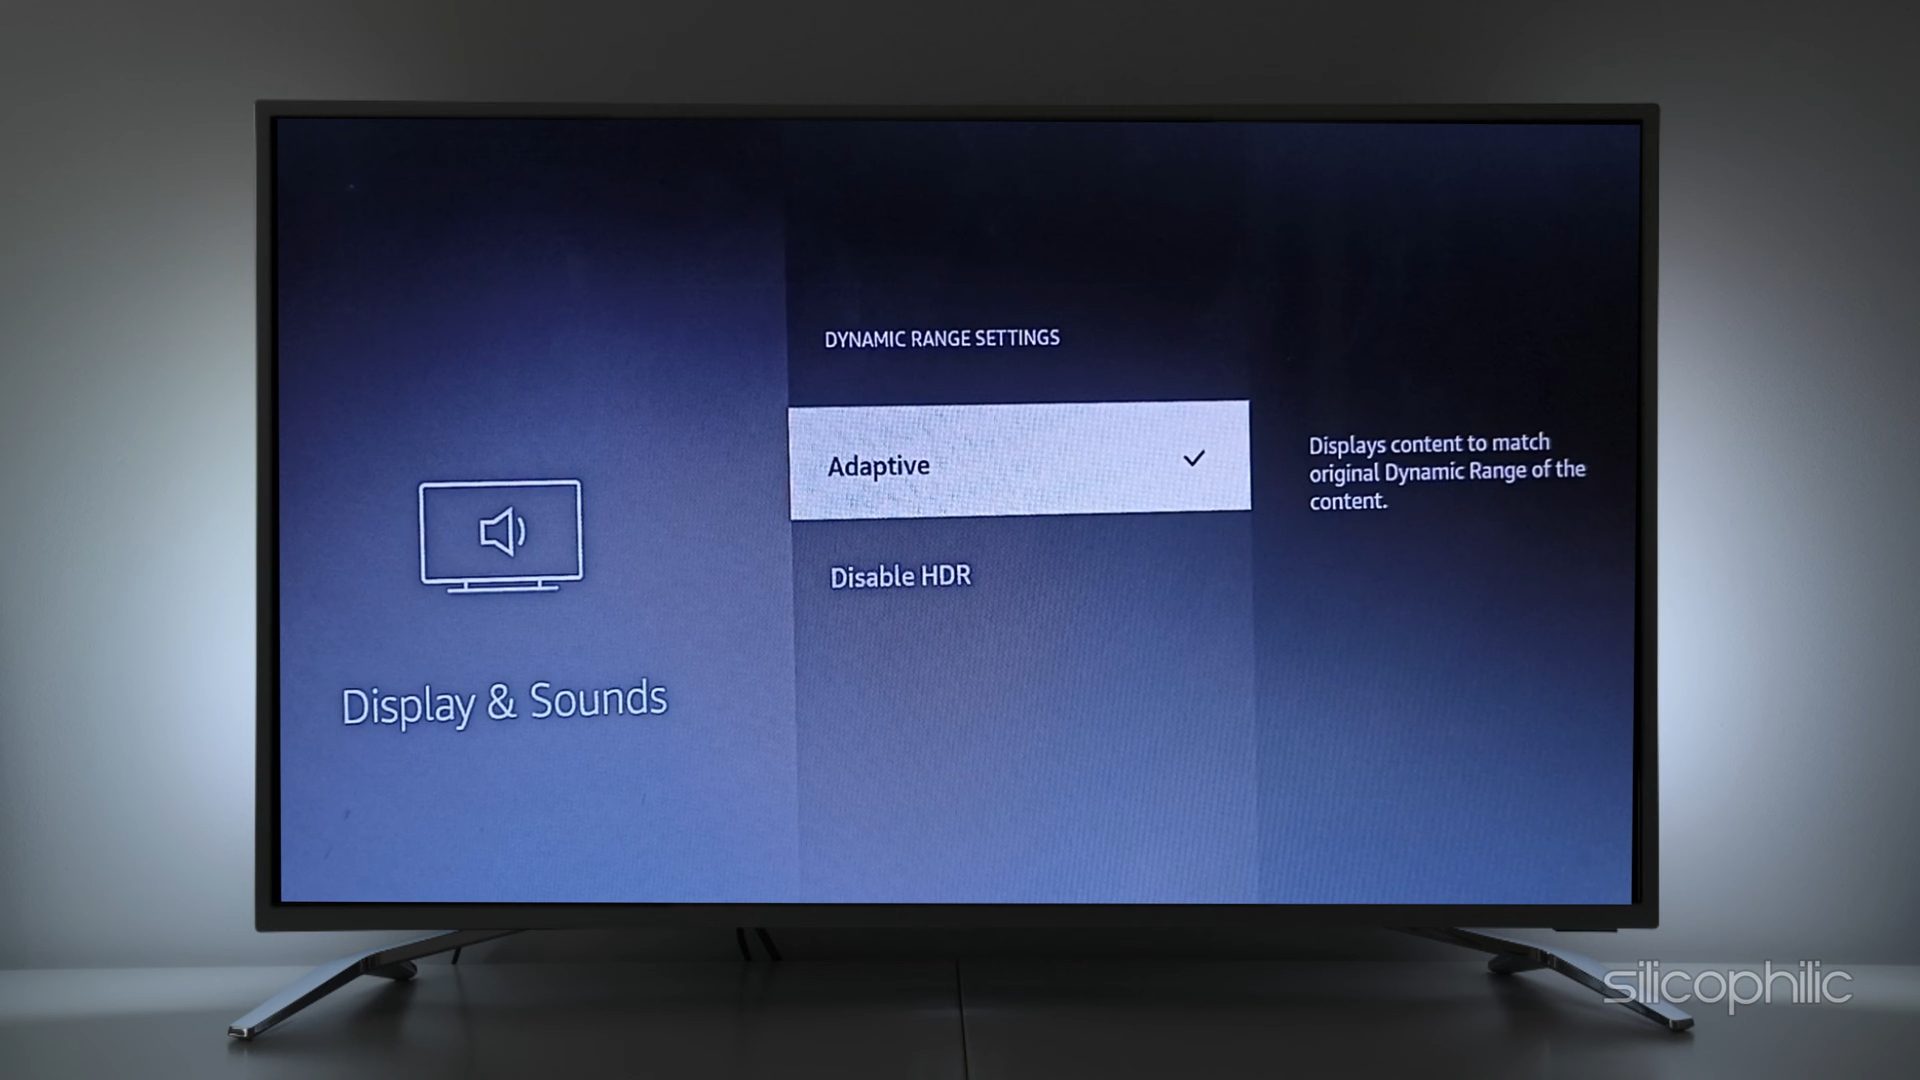 DYNAMIC RANGE SETTINGS
Adaptive
Disable HDR
Displays content to match
original Dynamic Range of the
content.
Display & Sounds
silicophilic